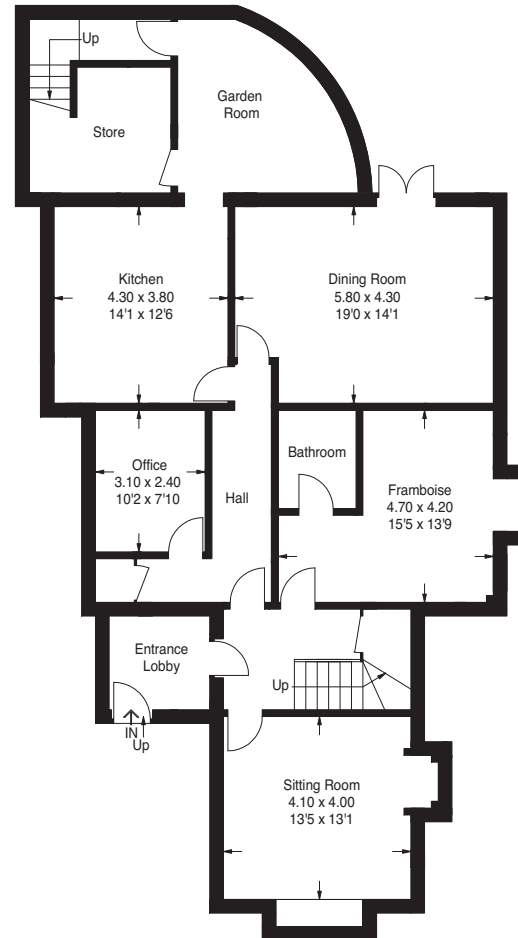 Up
Garden
Room
Store
Kitchen
4.30 x 3.80
14'1 x 12'6
Dining Room
5.80 x 4.30
19'0 x 14'1
Office
3.10 x 2.40
10'2 x 7'10
Hall
Bathroom
Framboise
4.70 x 4.20
15'5 x 13'9
Entrance
Lobby
Up
IN
Up
Sitting Room
4.10 x 4.00
13'5 x 13'1